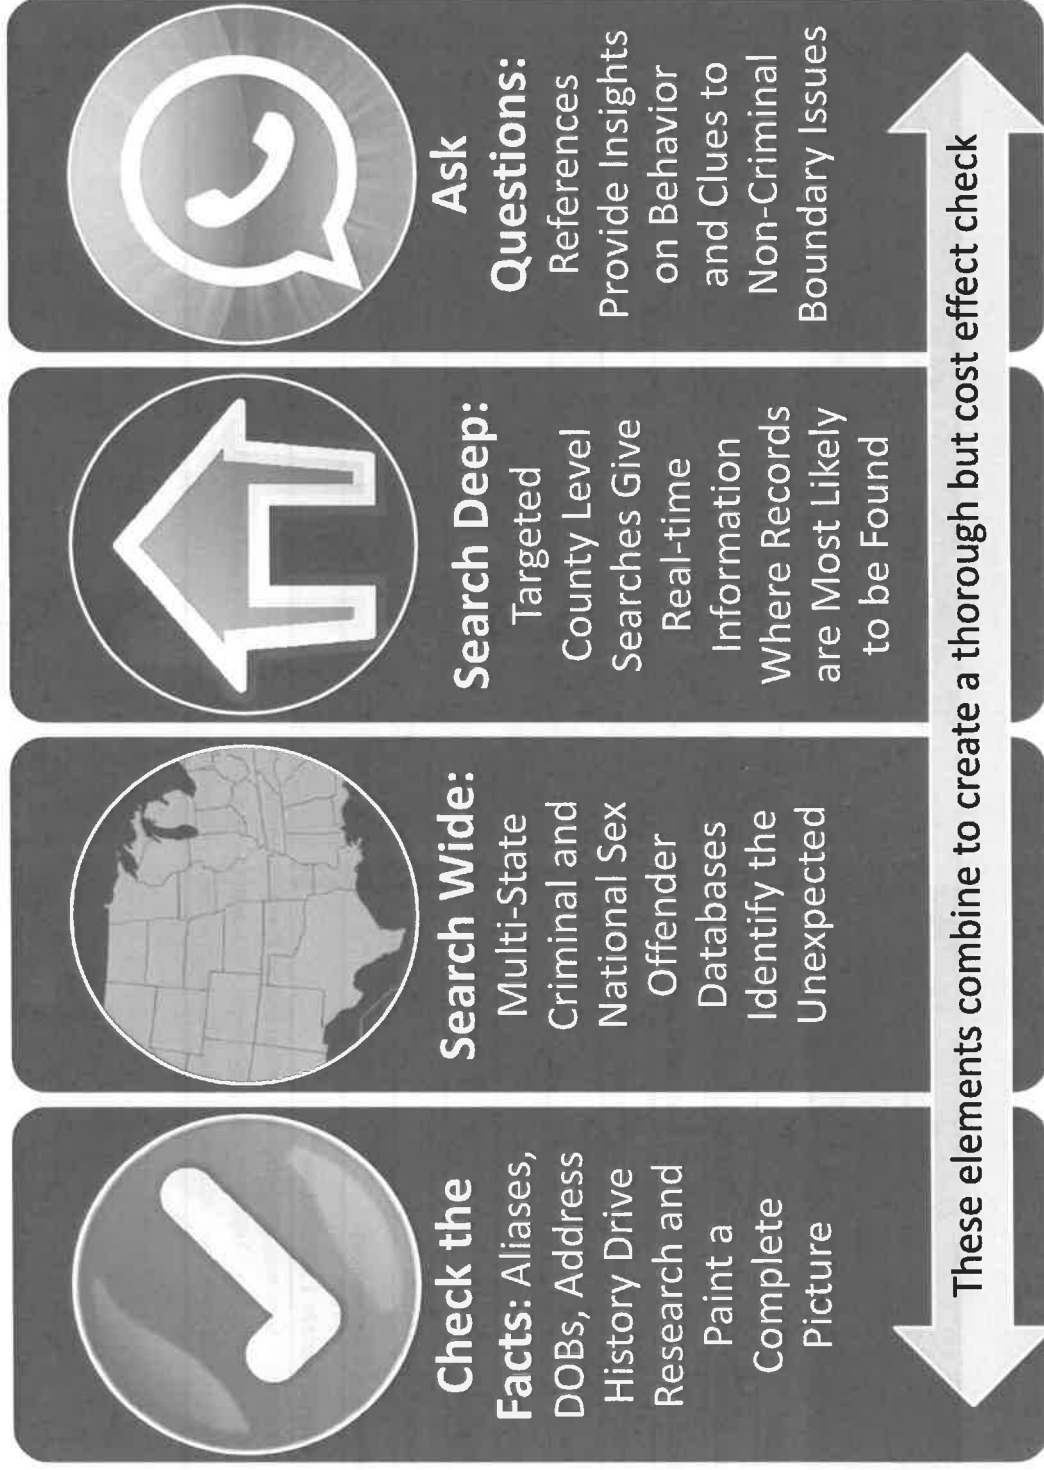 Check the
Facts: Aliases,
DOBs, Address
History Drive
Research and
Paint a
Complete
Picture
Search Wide:
Multi-State
Criminal and
National Sex
Offender
Databases
Identify the
Unexpected
Search Deep:
Targeted
County Level
Searches Give
Real-time
Information
Where Records
are Most Likely
to be Found
Ask
Questions:
References
Provide Insights
on Behavior
and Clues to
Non-Criminal
Boundary Issues
These elements combine to create a thorough but cost effect check